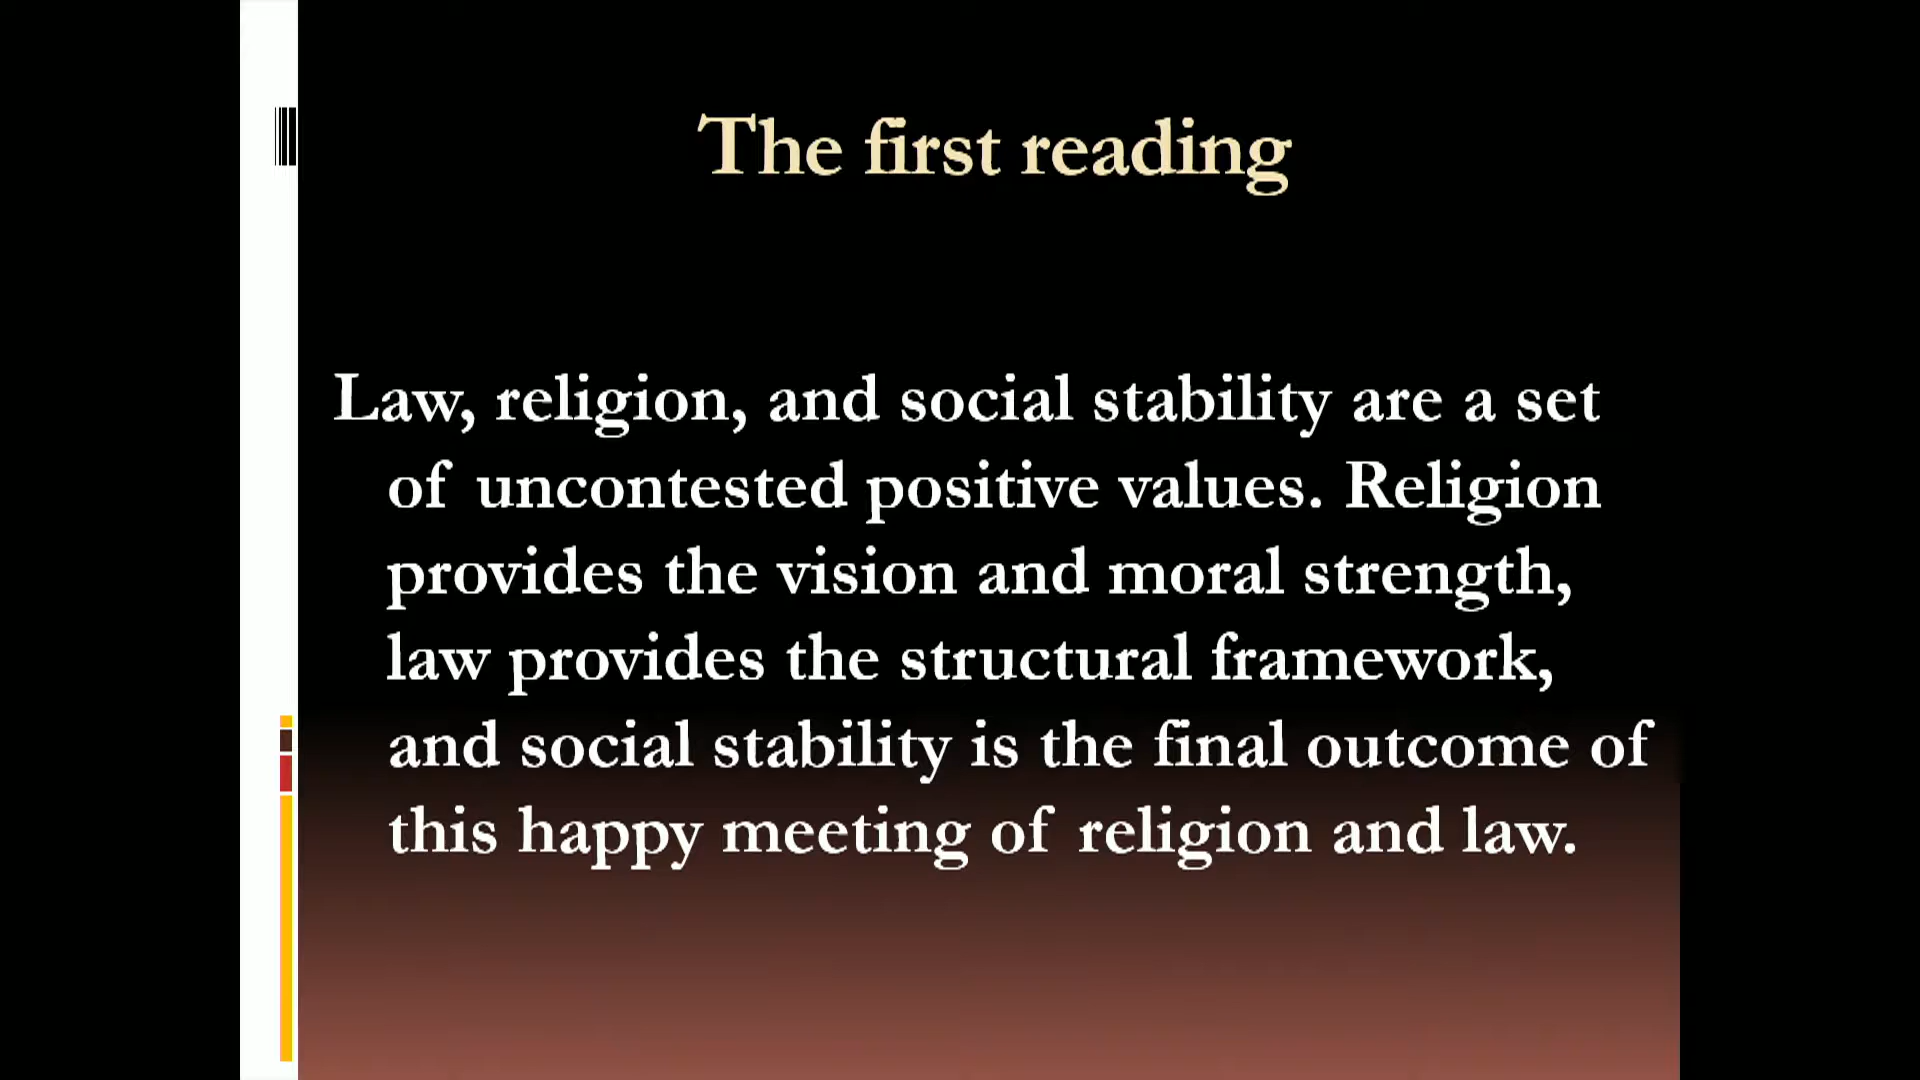 The first reading
Law, religion, and social stability are a set
of uncontested positive values. Religion
provides the vision and moral strength,
law provides the structural framework,
and social stability is the final outcome of
this happy meeting of religion and law.